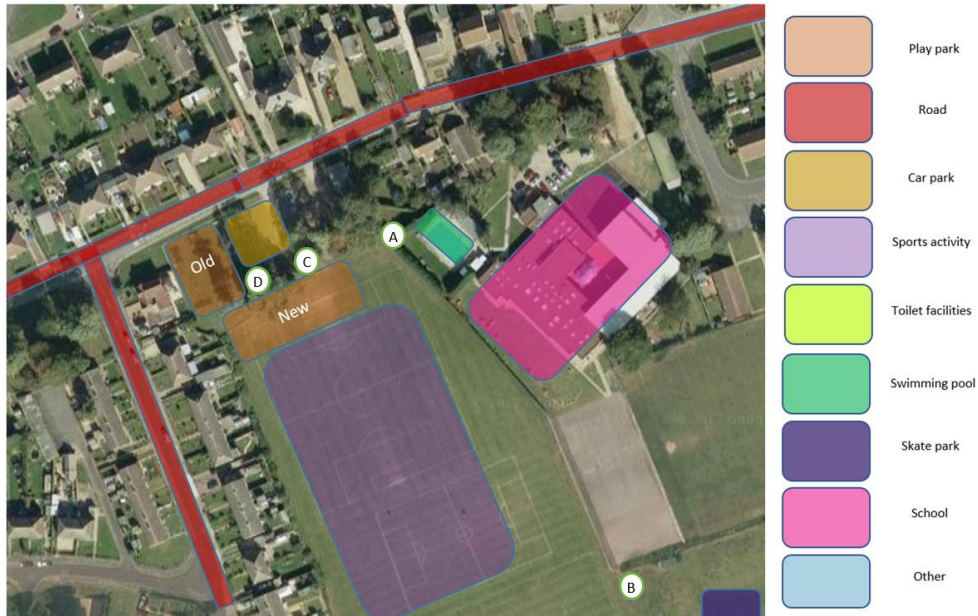 Play park
Road
Car park
Sports activity
Toilet facilities
Swimming pool
Skate park
School
Other
Old
New
A
B
C
D